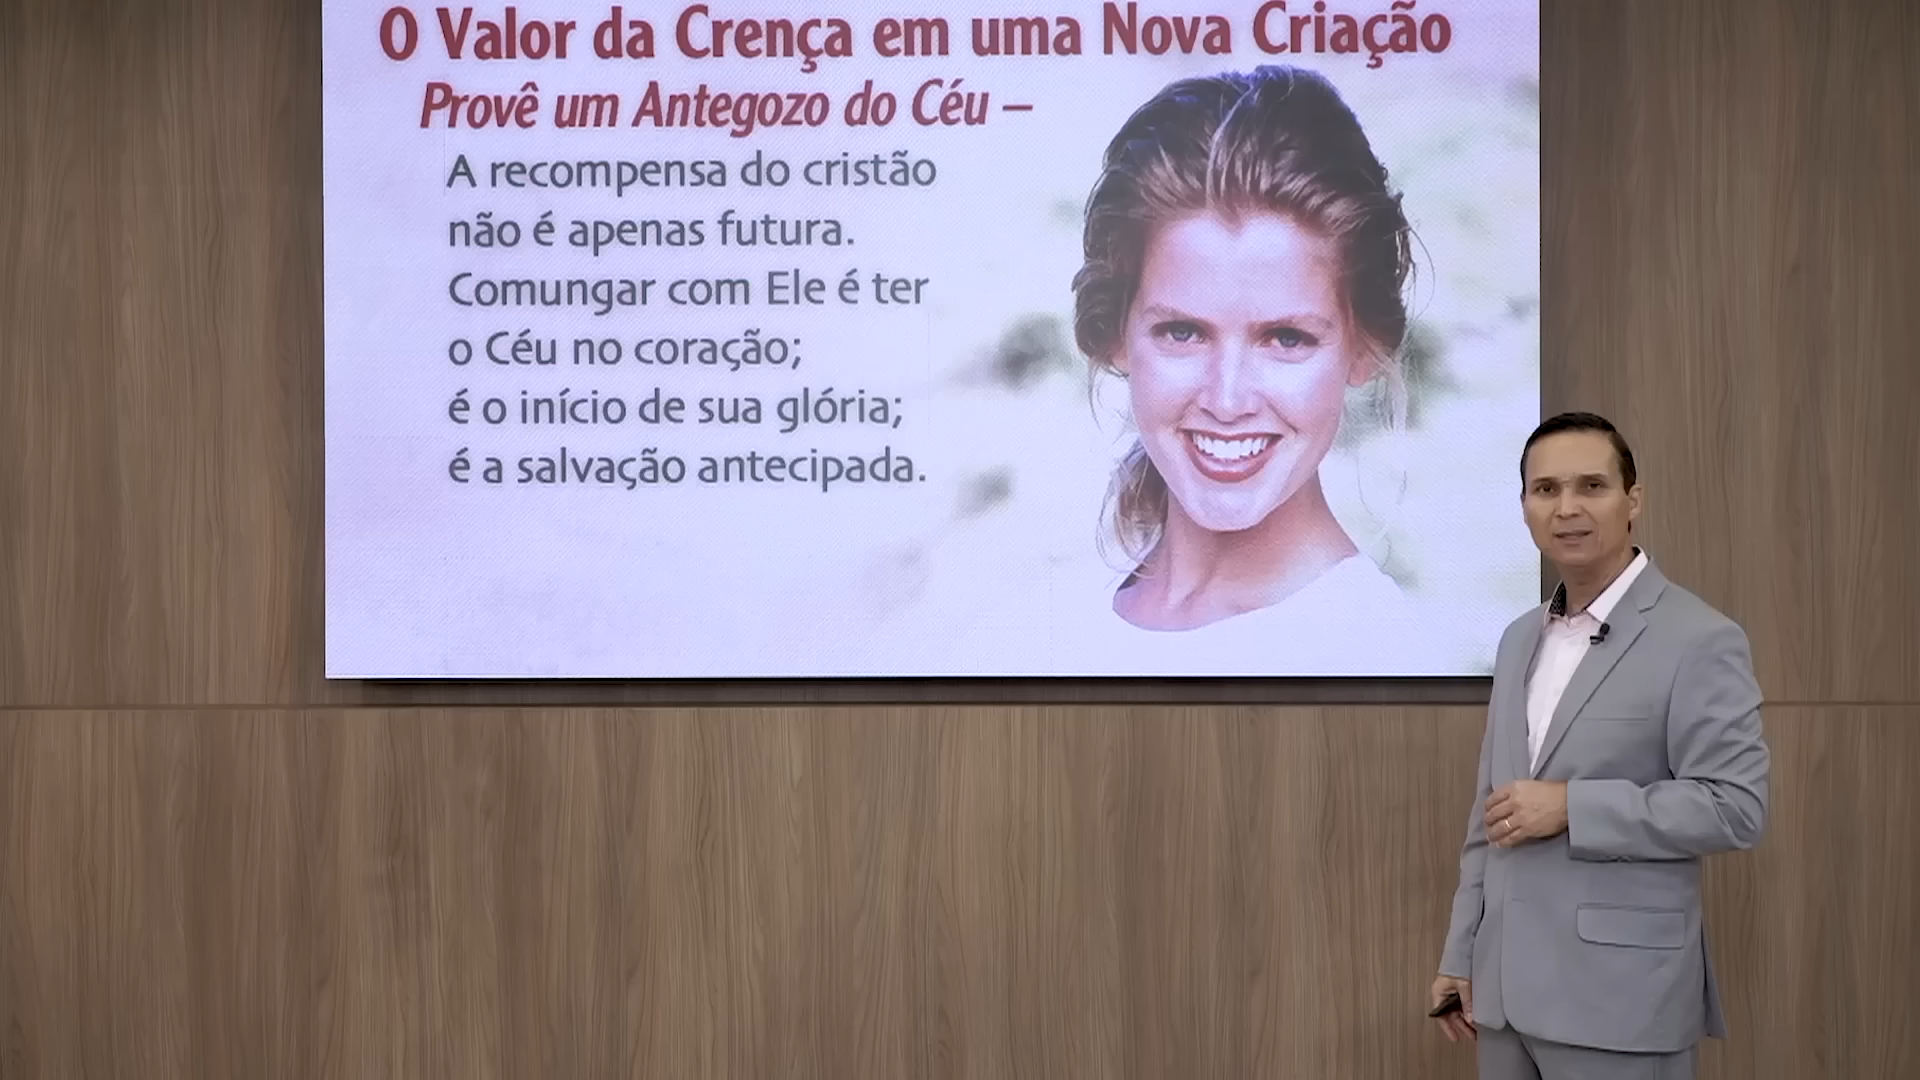 O Valor da Crença em uma Nova Criação
Provê um Antegozo do Céu –
A recompensa do cristão
não é apenas futura.
Comungar com Ele é ter
o Céu no coração;
é o início de sua glória;
é a salvação antecipada.